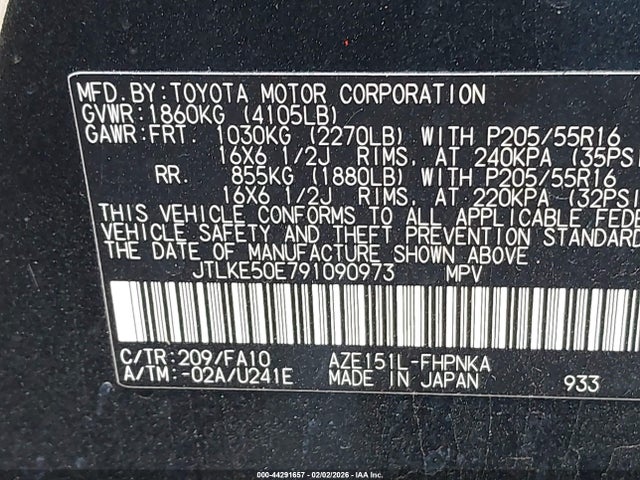 MFD.BY:TOYOTA MOTOR CORPORATION
GVWR:1860KG (4105LB)
GAWR:FRT. 1030KG (2270LB) WITH P205/55R16
16X6 1/2J RIMS, AT 240KPA (35PSI
RR. 855KG (1880LB) WITH P205/55R16
16X6 1/2J RIMS, AT 220KPA (32PSI
THIS VEHICLE CONFORMS TO ALL APPLICABLE FEDE
VEHICLE SAFETY AND THEFT PREVENTION STANDARD
THE DATE OF MANUFACTURE SHOWN ABOVE.
JTLKE50E791090973 MPV
C/TR:209/FA10 AZE151L-FHPNKA
A/TM:-02A/U241E MADE IN JAPAN 933
000-44291657 - 02/02/2026 - IAA Inc.